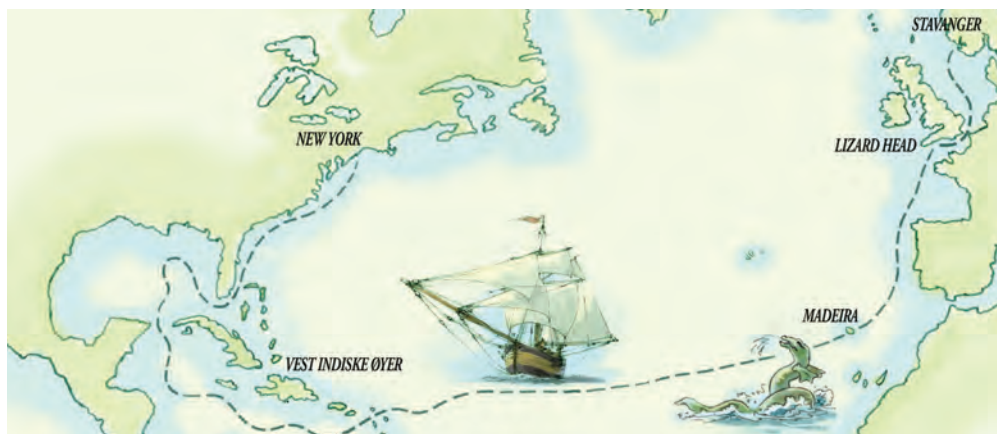 STAVANGER
NEW YORK
LIZARD HEAD
MADEIRA
VEST INDISKE ØYER